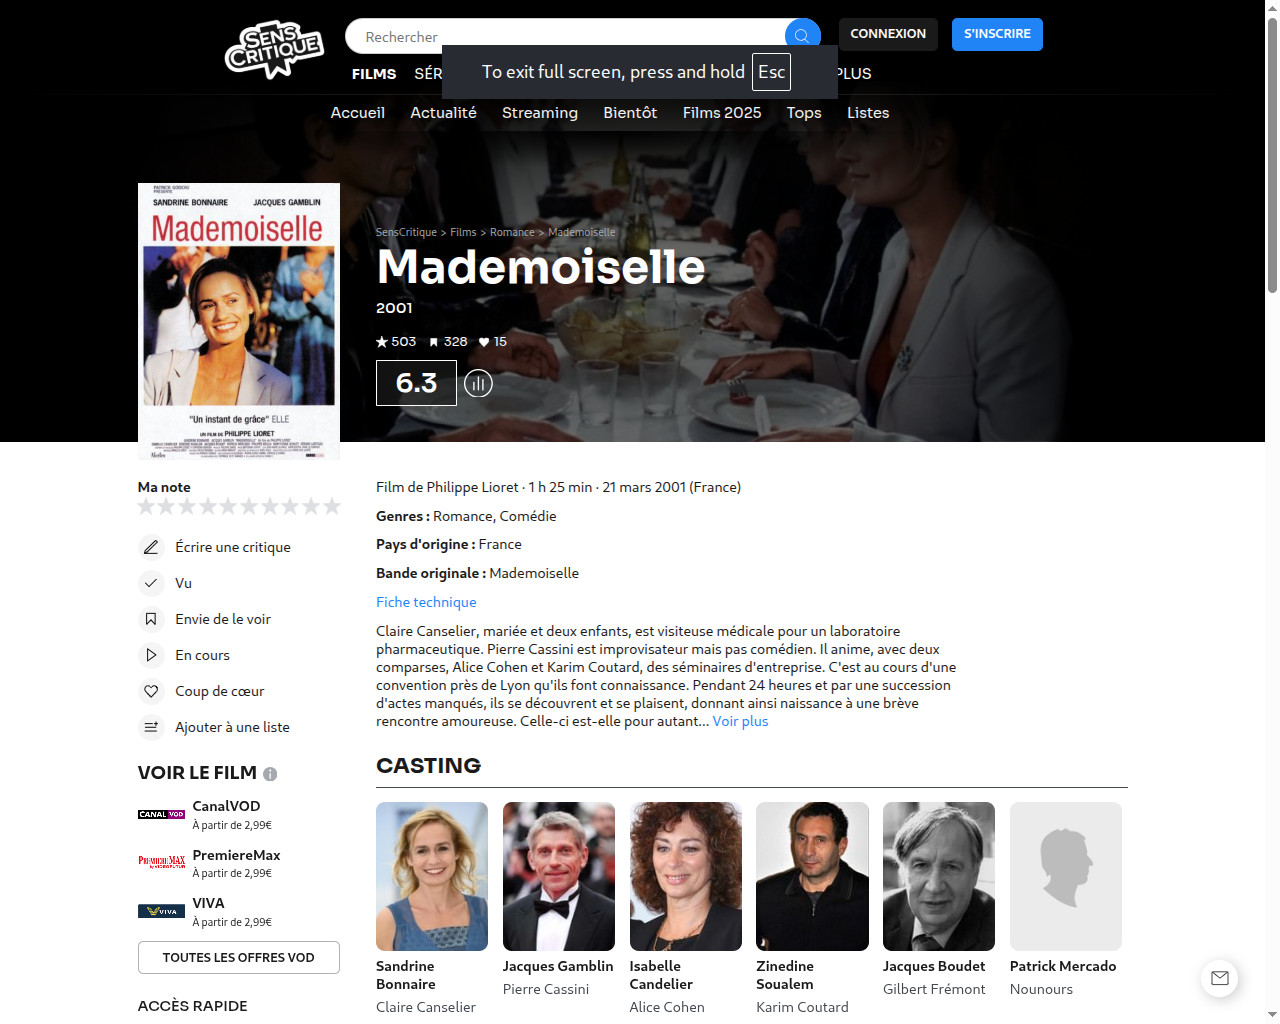 SENS
CRITIQUE
Rechercher
CONNEXION
S'INSCRIRE
FILMS
SÉR
PLUS
To exit full screen, press and hold Esc
Accueil
Actualité
Streaming
Bientôt
Films 2025
Tops
Listes
SANDRINE BONNAIRE
JACQUES GAMBLIN
Mademoiselle
"Un instant de grâce" ELLE
UN FILM DE PHILIPPE LIORET
SensCritique > Films > Romance > Mademoiselle
Mademoiselle
2001
503
328
15
6.3
Ma note
Écrire une critique
Vu
Envie de le voir
En cours
Coup de cœur
Ajouter à une liste
VOIR LE FILM
CANAL VOD
CanalVOD
À partir de 2,99€
PREMIERE MAX
PremiereMax
À partir de 2,99€
VIVA
VIVA
À partir de 2,99€
TOUTES LES OFFRES VOD
ACCÈS RAPIDE
Film de Philippe Lioret · 1 h 25 min · 21 mars 2001 (France)
Genres : Romance, Comédie
Pays d'origine : France
Bande originale : Mademoiselle
Fiche technique
Claire Canselier, mariée et deux enfants, est visiteuse médicale pour un laboratoire
pharmaceutique. Pierre Cassini est improvisateur mais pas comédien. Il anime, avec deux
comparses, Alice Cohen et Karim Coutard, des séminaires d'entreprise. C'est au cours d'une
convention près de Lyon qu'ils font connaissance. Pendant 24 heures et par une succession
d'actes manqués, ils se découvrent et se plaisent, donnant ainsi naissance à une brève
rencontre amoureuse. Celle-ci est-elle pour autant... Voir plus
CASTING
Sandrine
Bonnaire
Claire Canselier
Jacques Gamblin
Pierre Cassini
Isabelle
Candelier
Alice Cohen
Zinedine
Soualem
Karim Coutard
Jacques Boudet
Gilbert Frémont
Patrick Mercado
Nounours